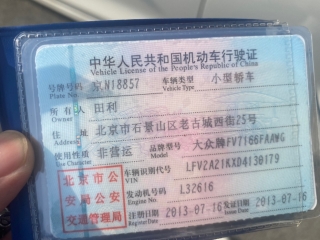 中华人民共和国机动车行驶证
Vehicle License of the People's Republic of China
号牌号码 京N18857 车辆类型 小型轿车
Plate No. Vehicle Type
所有人 田利
Owner
住址 北京市石景山区老古城西街25号
Address
使用性质 非营运 品牌型号 大众牌FV7166FAAWG
Use Character Model
车辆识别代号 LFV2A21KXD4130179
VIN
北京市公安局公安交通管理局
发动机号码 L32616
Engine No.
注册日期 2013-07-16 发证日期 2013-07-16
Register Date Issue Date